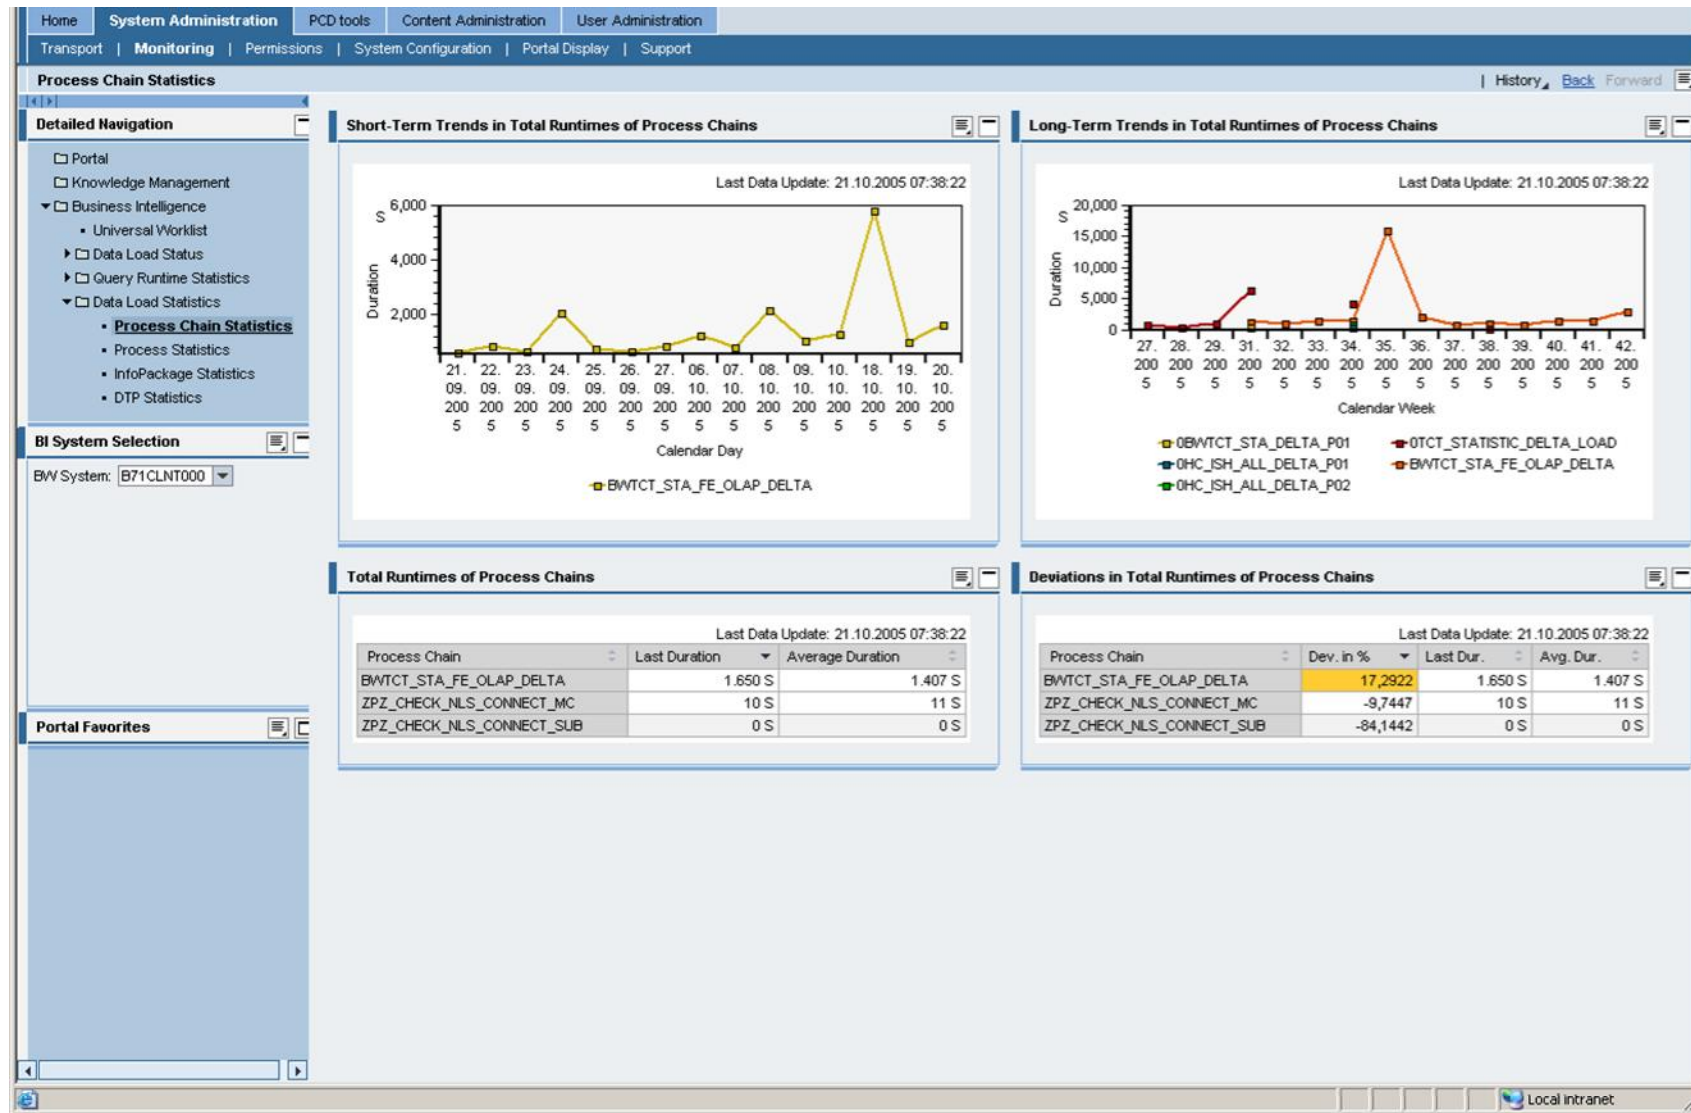 Home System Administration PCD tools Content Administration User Administration
Transport | Monitoring | Permissions | System Configuration | Portal Display | Support
Process Chain Statistics | History Back Forward
Detailed Navigation
Portal
Knowledge Management
Business Intelligence
Universal Worklist
Data Load Status
Query Runtime Statistics
Data Load Statistics
Process Chain Statistics
Process Statistics
InfoPackage Statistics
DTP Statistics
BI System Selection
BW System: B71CLNT000
Portal Favorites
Short-Term Trends in Total Runtimes of Process Chains
Last Data Update: 21.10.2005 07:38:22
S
6,000
4,000
2,000
Duration
21. 22. 23. 24. 25. 26. 27. 06. 07. 08. 09. 10. 18. 19. 20.
09. 09. 09. 09. 09. 09. 09. 10. 10. 10. 10. 10. 10. 10. 10.
200 200 200 200 200 200 200 200 200 200 200 200 200 200 200
5 5 5 5 5 5 5 5 5 5 5 5 5 5 5
Calendar Day
BWTCT_STA_FE_OLAP_DELTA
Long-Term Trends in Total Runtimes of Process Chains
Last Data Update: 21.10.2005 07:38:22
S
20,000
15,000
10,000
5,000
0
Duration
27. 28. 29. 31. 32. 33. 34. 35. 36. 37. 38. 39. 40. 41. 42.
200 200 200 200 200 200 200 200 200 200 200 200 200 200 200
5 5 5 5 5 5 5 5 5 5 5 5 5 5 5
Calendar Week
0BWTCT_STA_DELTA_P01 0TCT_STATISTIC_DELTA_LOAD
0HC_ISH_ALL_DELTA_P01 BWTCT_STA_FE_OLAP_DELTA
0HC_ISH_ALL_DELTA_P02
Total Runtimes of Process Chains
Last Data Update: 21.10.2005 07:38:22
Process Chain Last Duration Average Duration
BWTCT_STA_FE_OLAP_DELTA 1.650 S 1.407 S
ZPZ_CHECK_NLS_CONNECT_MC 10 S 11 S
ZPZ_CHECK_NLS_CONNECT_SUB 0 S 0 S
Deviations in Total Runtimes of Process Chains
Last Data Update: 21.10.2005 07:38:22
Process Chain Dev. in % Last Dur. Avg. Dur.
BWTCT_STA_FE_OLAP_DELTA 17,2922 1.650 S 1.407 S
ZPZ_CHECK_NLS_CONNECT_MC -9,7447 10 S 11 S
ZPZ_CHECK_NLS_CONNECT_SUB -84,1442 0 S 0 S
Local intranet